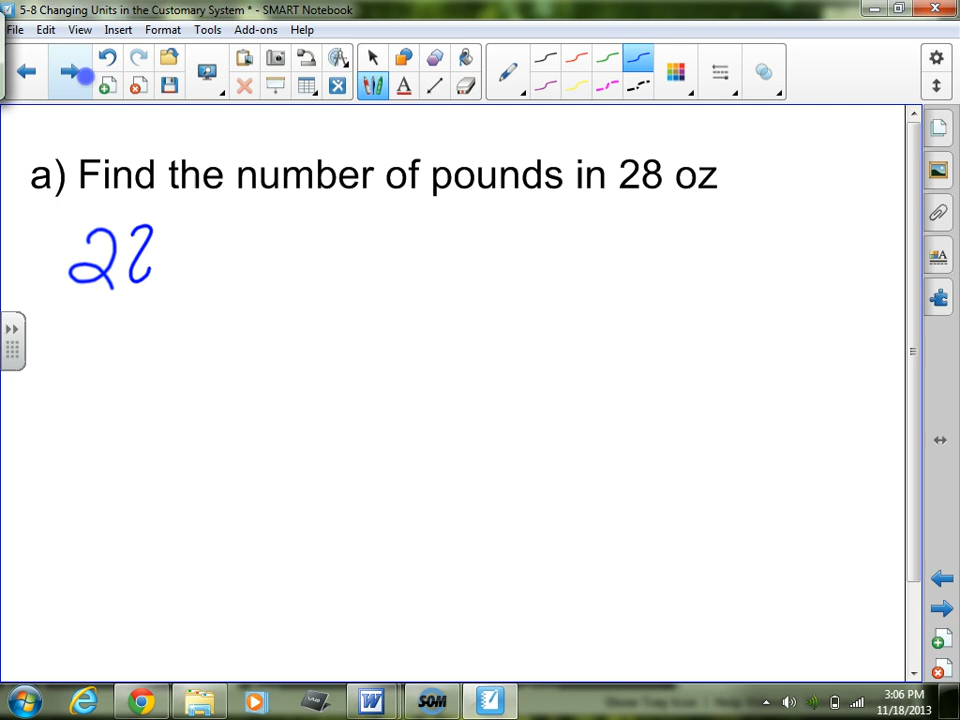 5-8 Changing Units in the Customary System * - SMART Notebook
File Edit View Insert Format Tools Add-ons Help
a) Find the number of pounds in 28 oz
3:06 PM
11/18/2013